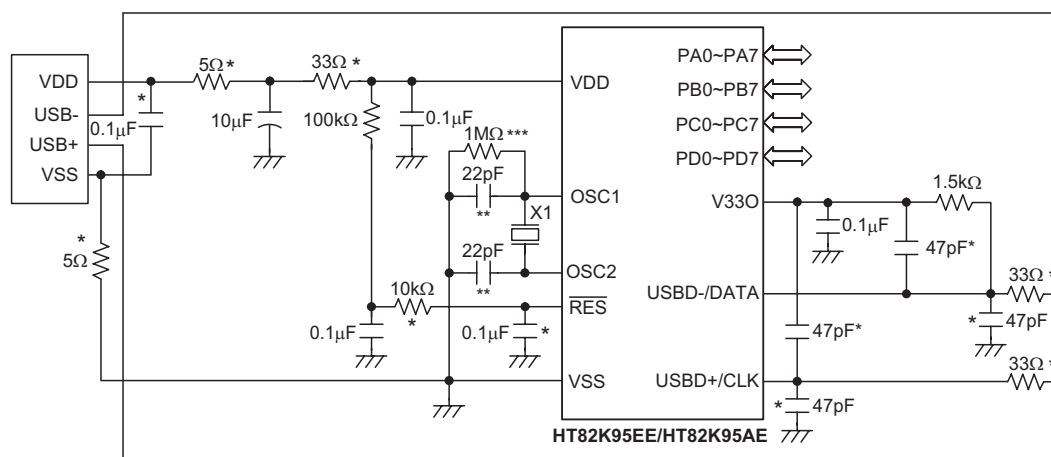 VDD
USB-
USB+
VSS
*
0.1µF
5Ω *
10µF
33Ω *
100kΩ
0.1µF
1MΩ ***
22pF
**
X1
22pF
**
*
5Ω
10kΩ
*
0.1µF
0.1µF *
VDD
OSC1
OSC2
RES
VSS
PA0~PA7
PB0~PB7
PC0~PC7
PD0~PD7
V33O
USBD-/DATA
USBD+/CLK
HT82K95EE/HT82K95AE
1.5kΩ
0.1µF
47pF*
33Ω *
* 47pF
47pF*
33Ω *
* 47pF